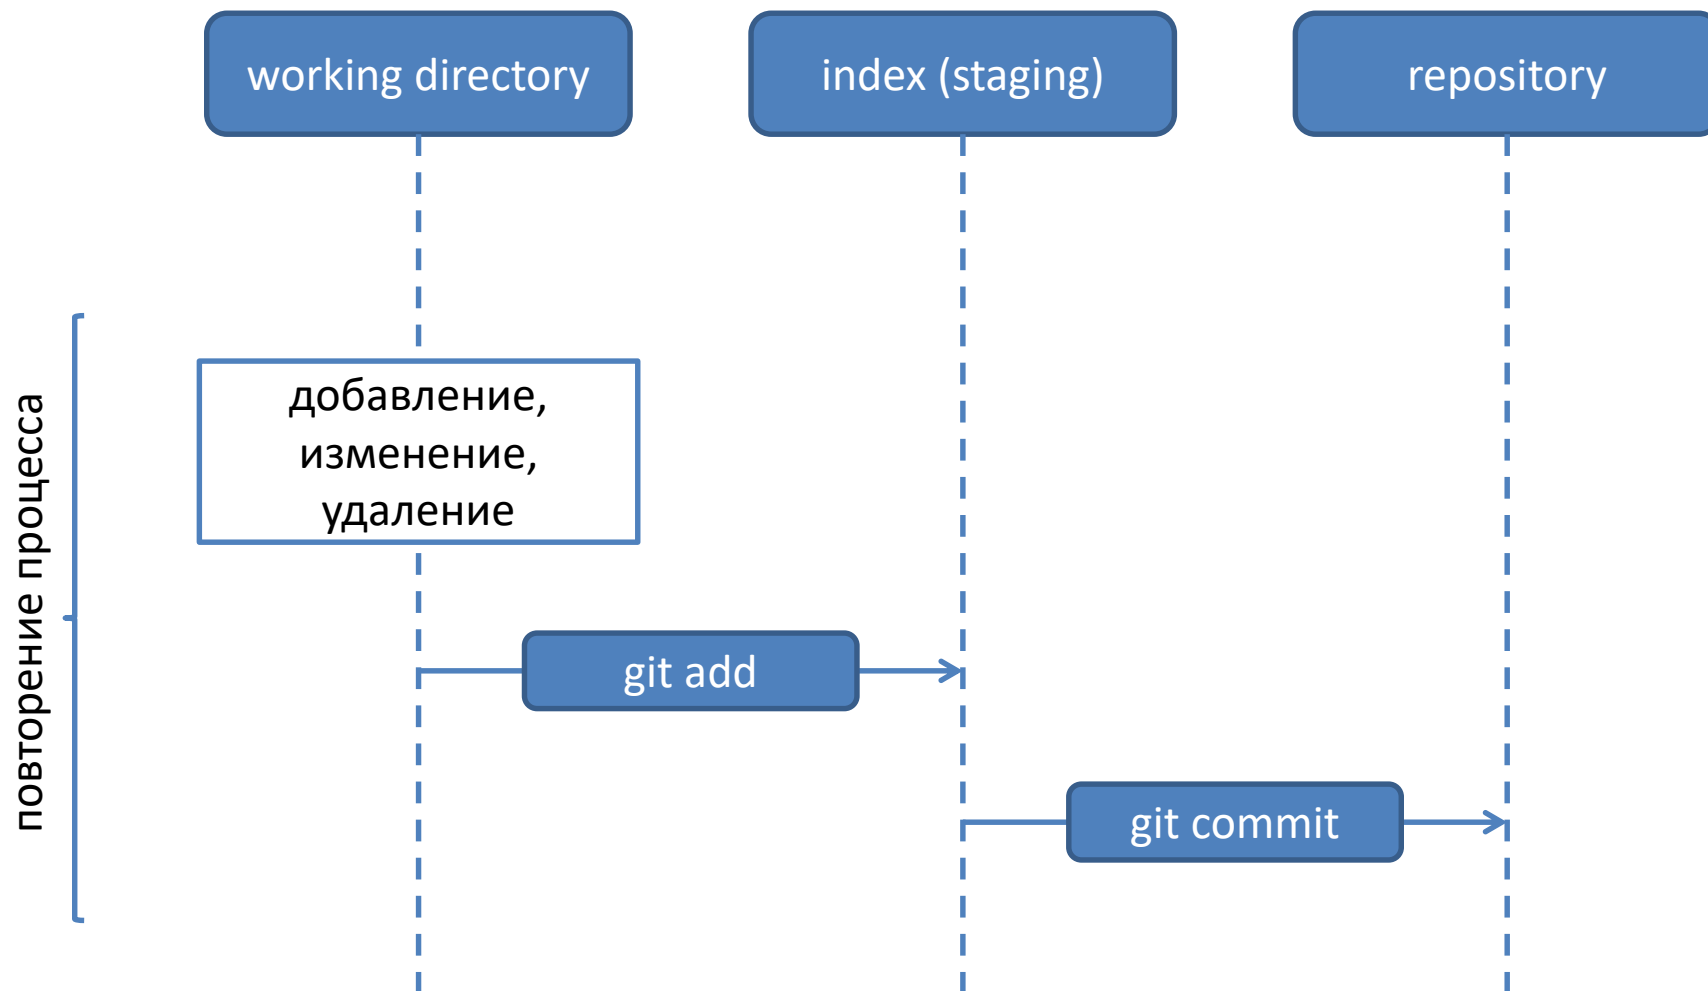 working directory
index (staging)
repository
повторение процесса
добавление,
изменение,
удаление
git add
git commit